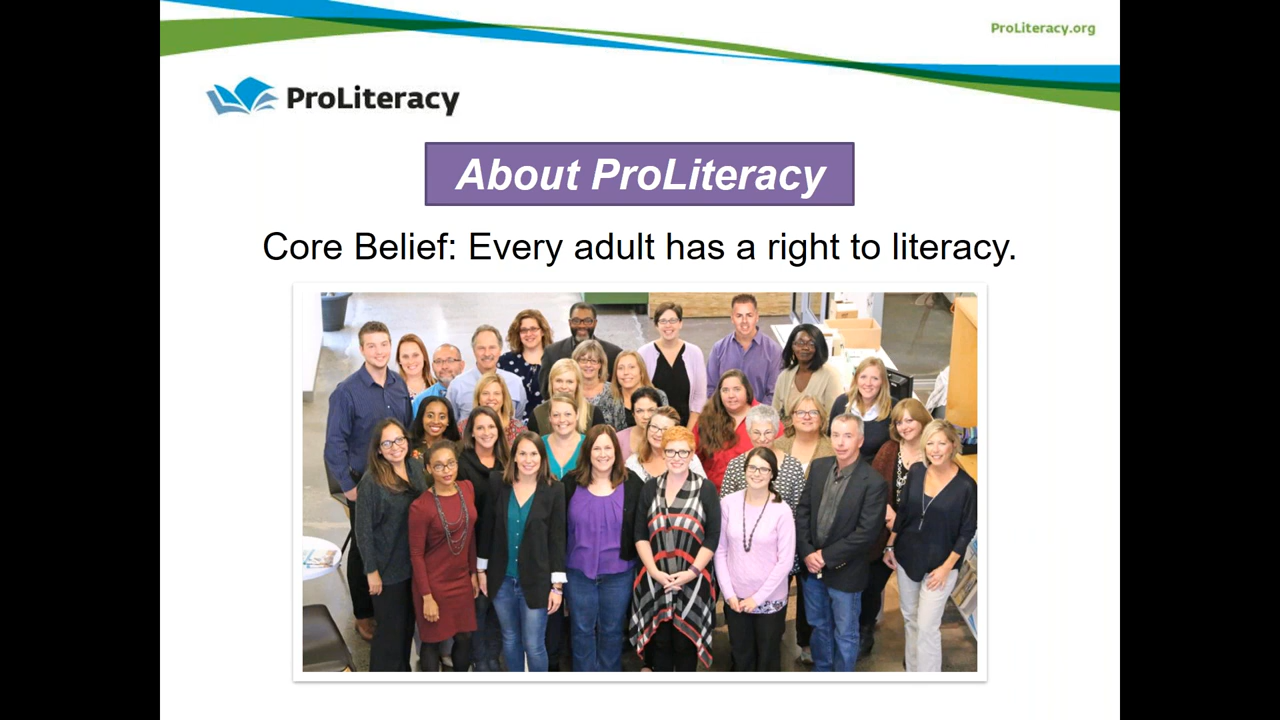 ProLiteracy.org
ProLiteracy
About ProLiteracy
Core Belief: Every adult has a right to literacy.